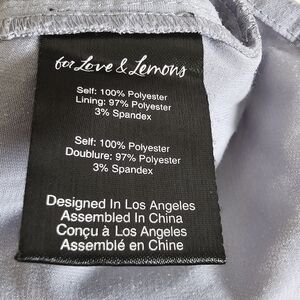 for Love & Lemons
Self: 100% Polyester
Lining: 97% Polyester
3% Spandex
Self: 100% Polyester
Doublure: 97% Polyester
3% Spandex
Designed In Los Angeles
Assembled In China
Conçu à Los Angeles
Assemblé en Chine